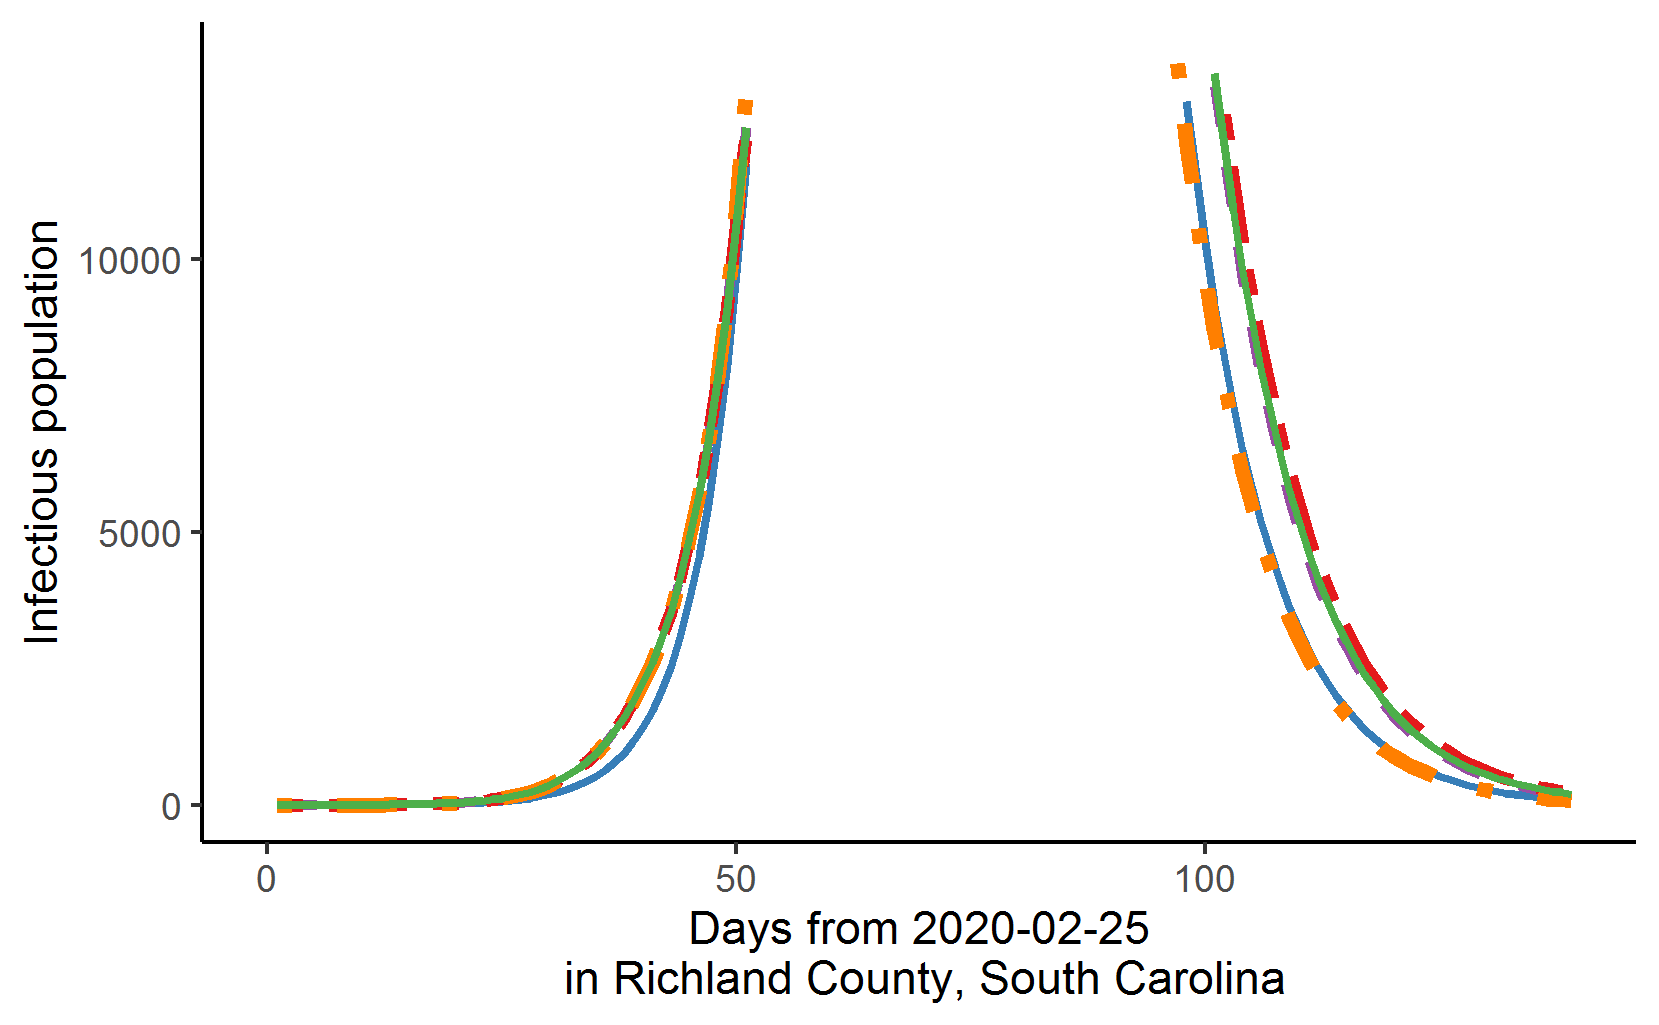 Infectious population
10000
5000
0
0
50
100
Days from 2020-02-25
in Richland County, South Carolina